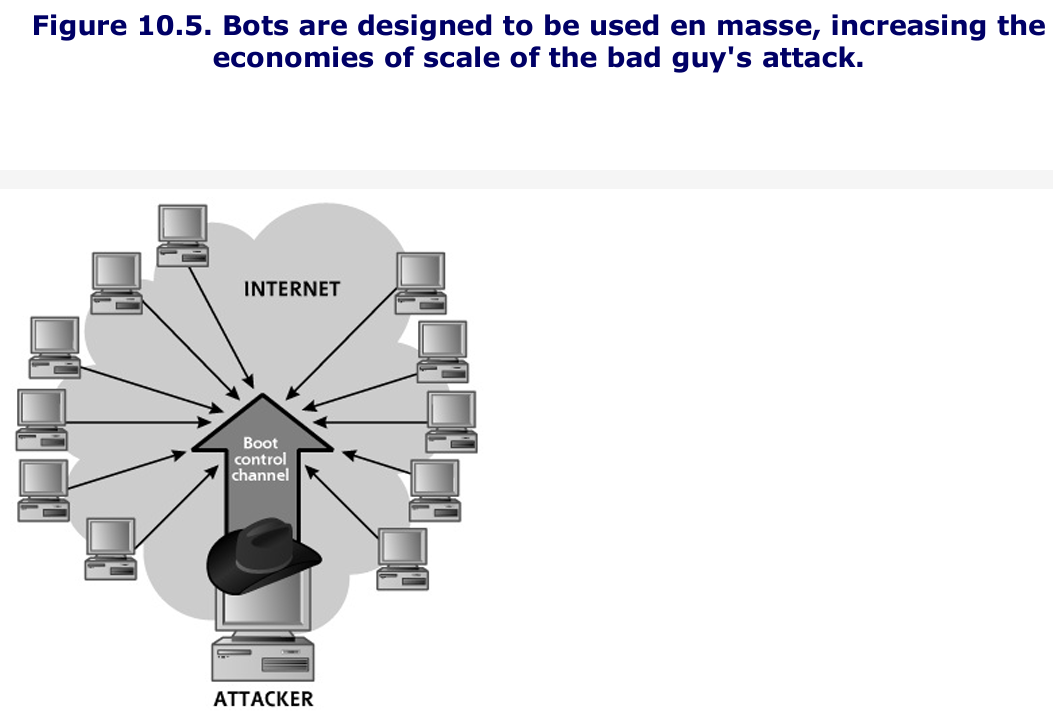 Figure 10.5. Bots are designed to be used en masse, increasing the
economies of scale of the bad guy's attack.
INTERNET
Boot
control
channel
ATTACKER